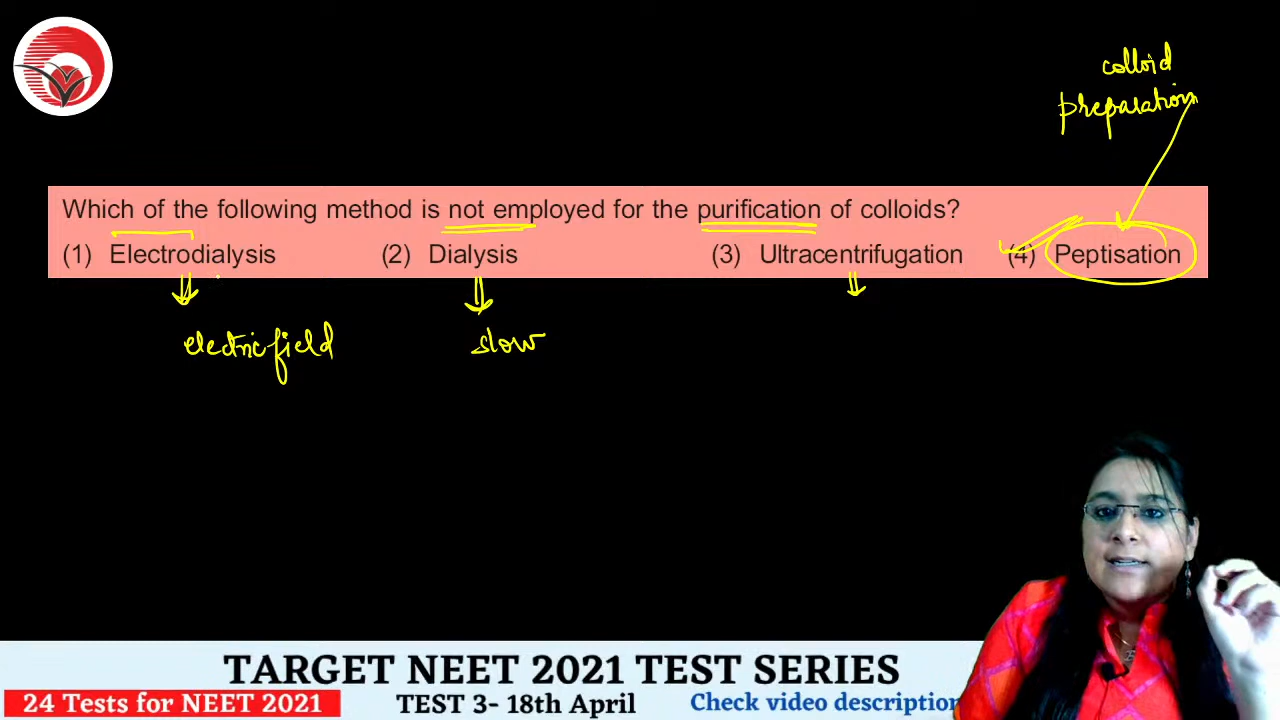 colloid
preparation
Which of the following method is not employed for the purification of colloids?
(1) Electrodialysis (2) Dialysis (3) Ultracentrifugation (4) Peptisation
electric field slow
TARGET NEET 2021 TEST SERIES
24 Tests for NEET 2021 TEST 3- 18th April Check video description